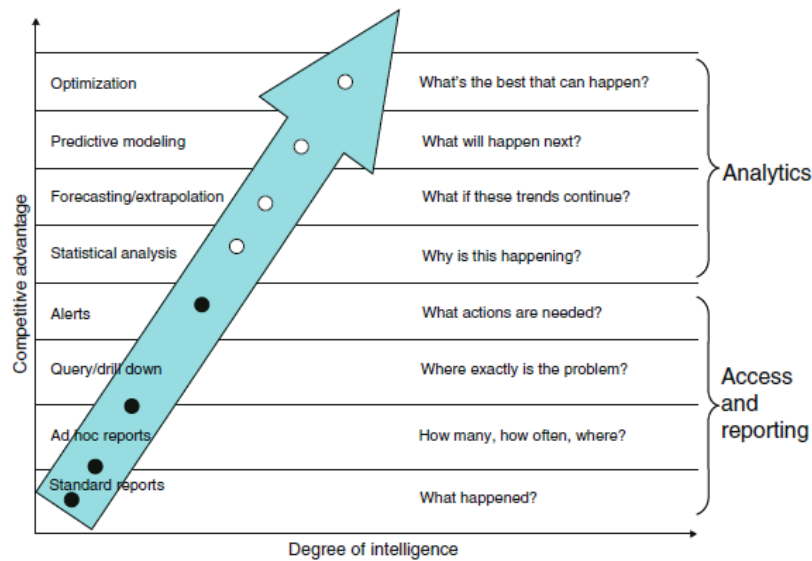 Optimization
What's the best that can happen?
Predictive modeling
What will happen next?
Analytics
Forecasting/extrapolation
What if these trends continue?
Statistical analysis
Why is this happening?
Competitive advantage
Alerts
What actions are needed?
Query/drill down
Where exactly is the problem?
Access
and
reporting
Ad hoc reports
How many, how often, where?
Standard reports
What happened?
Degree of intelligence